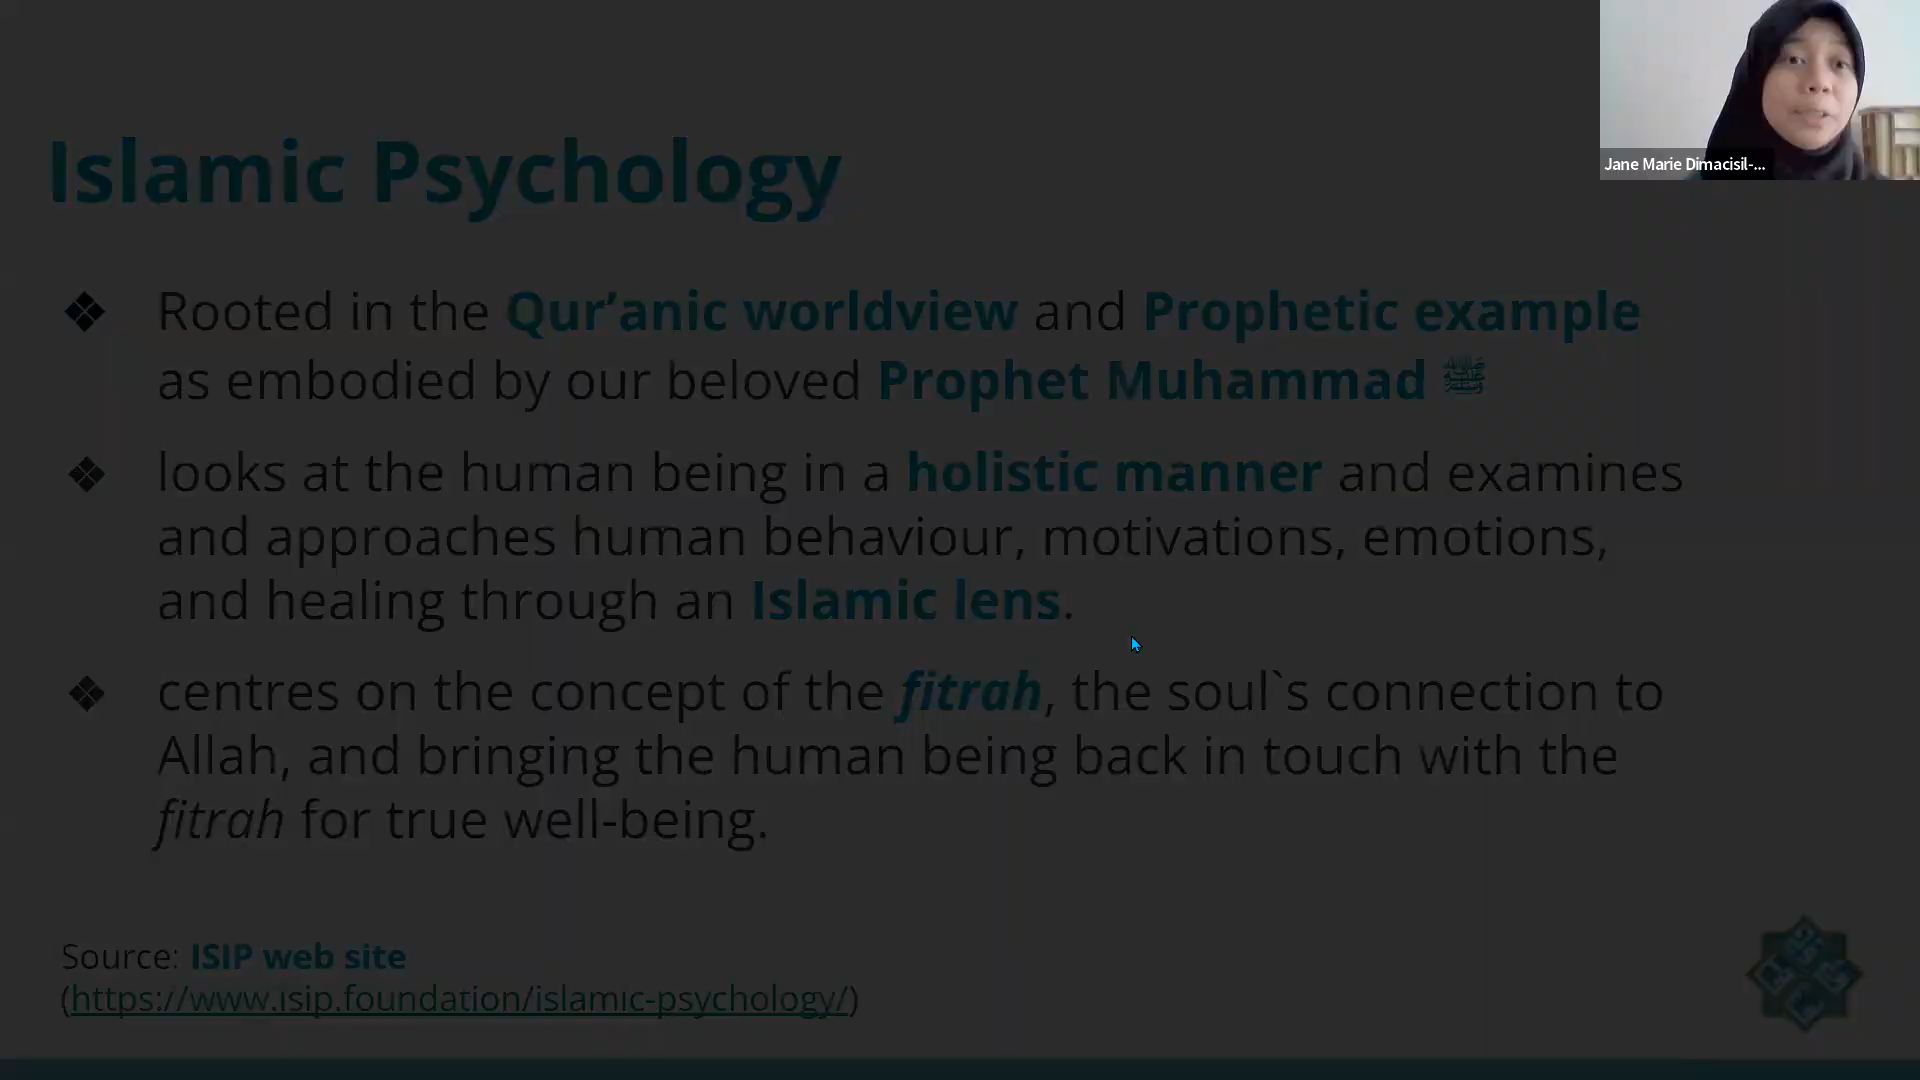 Jane Marie Dimacisil-...
Islamic Psychology
❖ Rooted in the Qur’anic worldview and Prophetic example
as embodied by our beloved Prophet Muhammad ﷺ
❖ looks at the human being in a holistic manner and examines
and approaches human behaviour, motivations, emotions,
and healing through an Islamic lens.
❖ centres on the concept of the fitrah, the soul`s connection to
Allah, and bringing the human being back in touch with the
fitrah for true well-being.
Source: ISIP web site
(https://www.isip.foundation/islamic-psychology/)